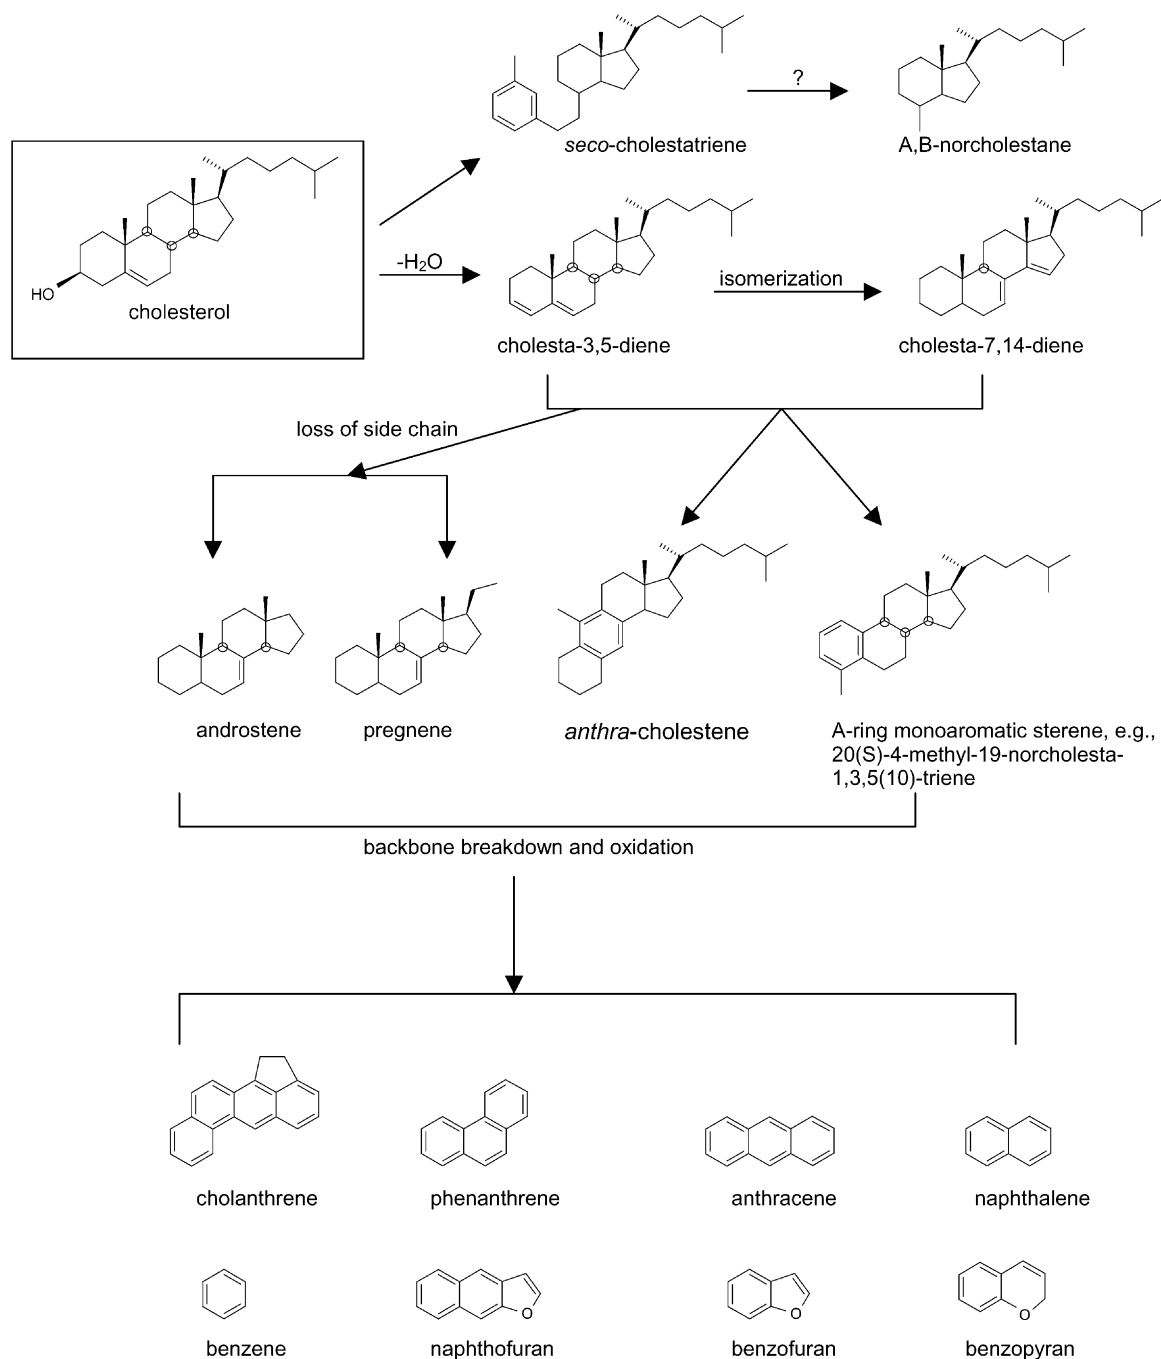 ?
seco-cholestatriene
A,B-norcholestane
HO
cholesterol
-H2O
isomerization
cholesta-3,5-diene
cholesta-7,14-diene
loss of side chain
androstene
pregnene
anthra-cholestene
A-ring monoaromatic sterene, e.g.,
20(S)-4-methyl-19-norcholesta-
1,3,5(10)-triene
backbone breakdown and oxidation
cholanthrene
phenanthrene
anthracene
naphthalene
O
O
O
benzene
naphthofuran
benzofuran
benzopyran